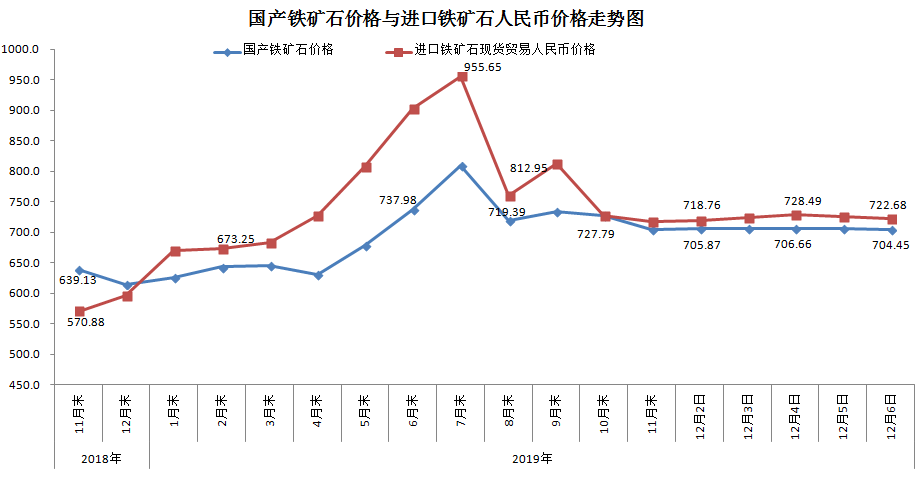 国产铁矿石价格与进口铁矿石人民币价格走势图
国产铁矿石价格
进口铁矿石现货贸易人民币价格
1000.0
950.0
900.0
850.0
800.0
750.0
700.0
650.0
600.0
550.0
500.0
450.0
955.65
812.95
737.98
719.39
673.25
639.13
570.88
727.79
718.76
705.87
728.49
706.66
722.68
704.45
11月末
12月末
1月末
2月末
3月末
4月末
5月末
6月末
7月末
8月末
9月末
10月末
11月末
12月2日
12月3日
12月4日
12月5日
12月6日
2018年
2019年